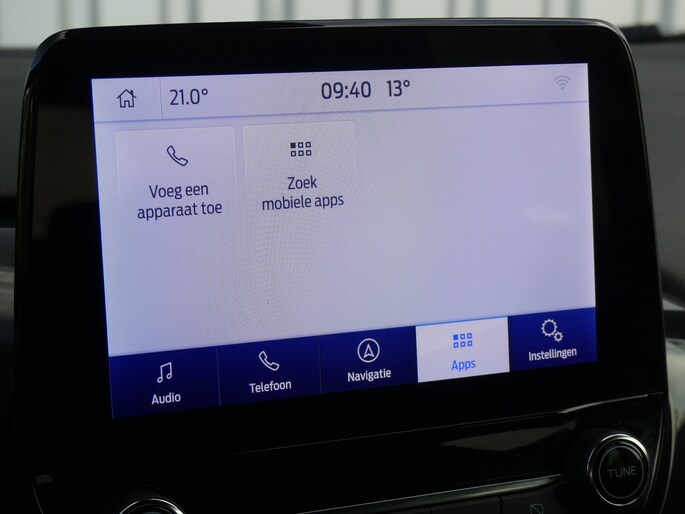 21.0° 09:40 13°
Voeg een
apparaat toe
Zoek
mobiele apps
Audio
Telefoon
Navigatie
Apps
Instellingen
TUNE